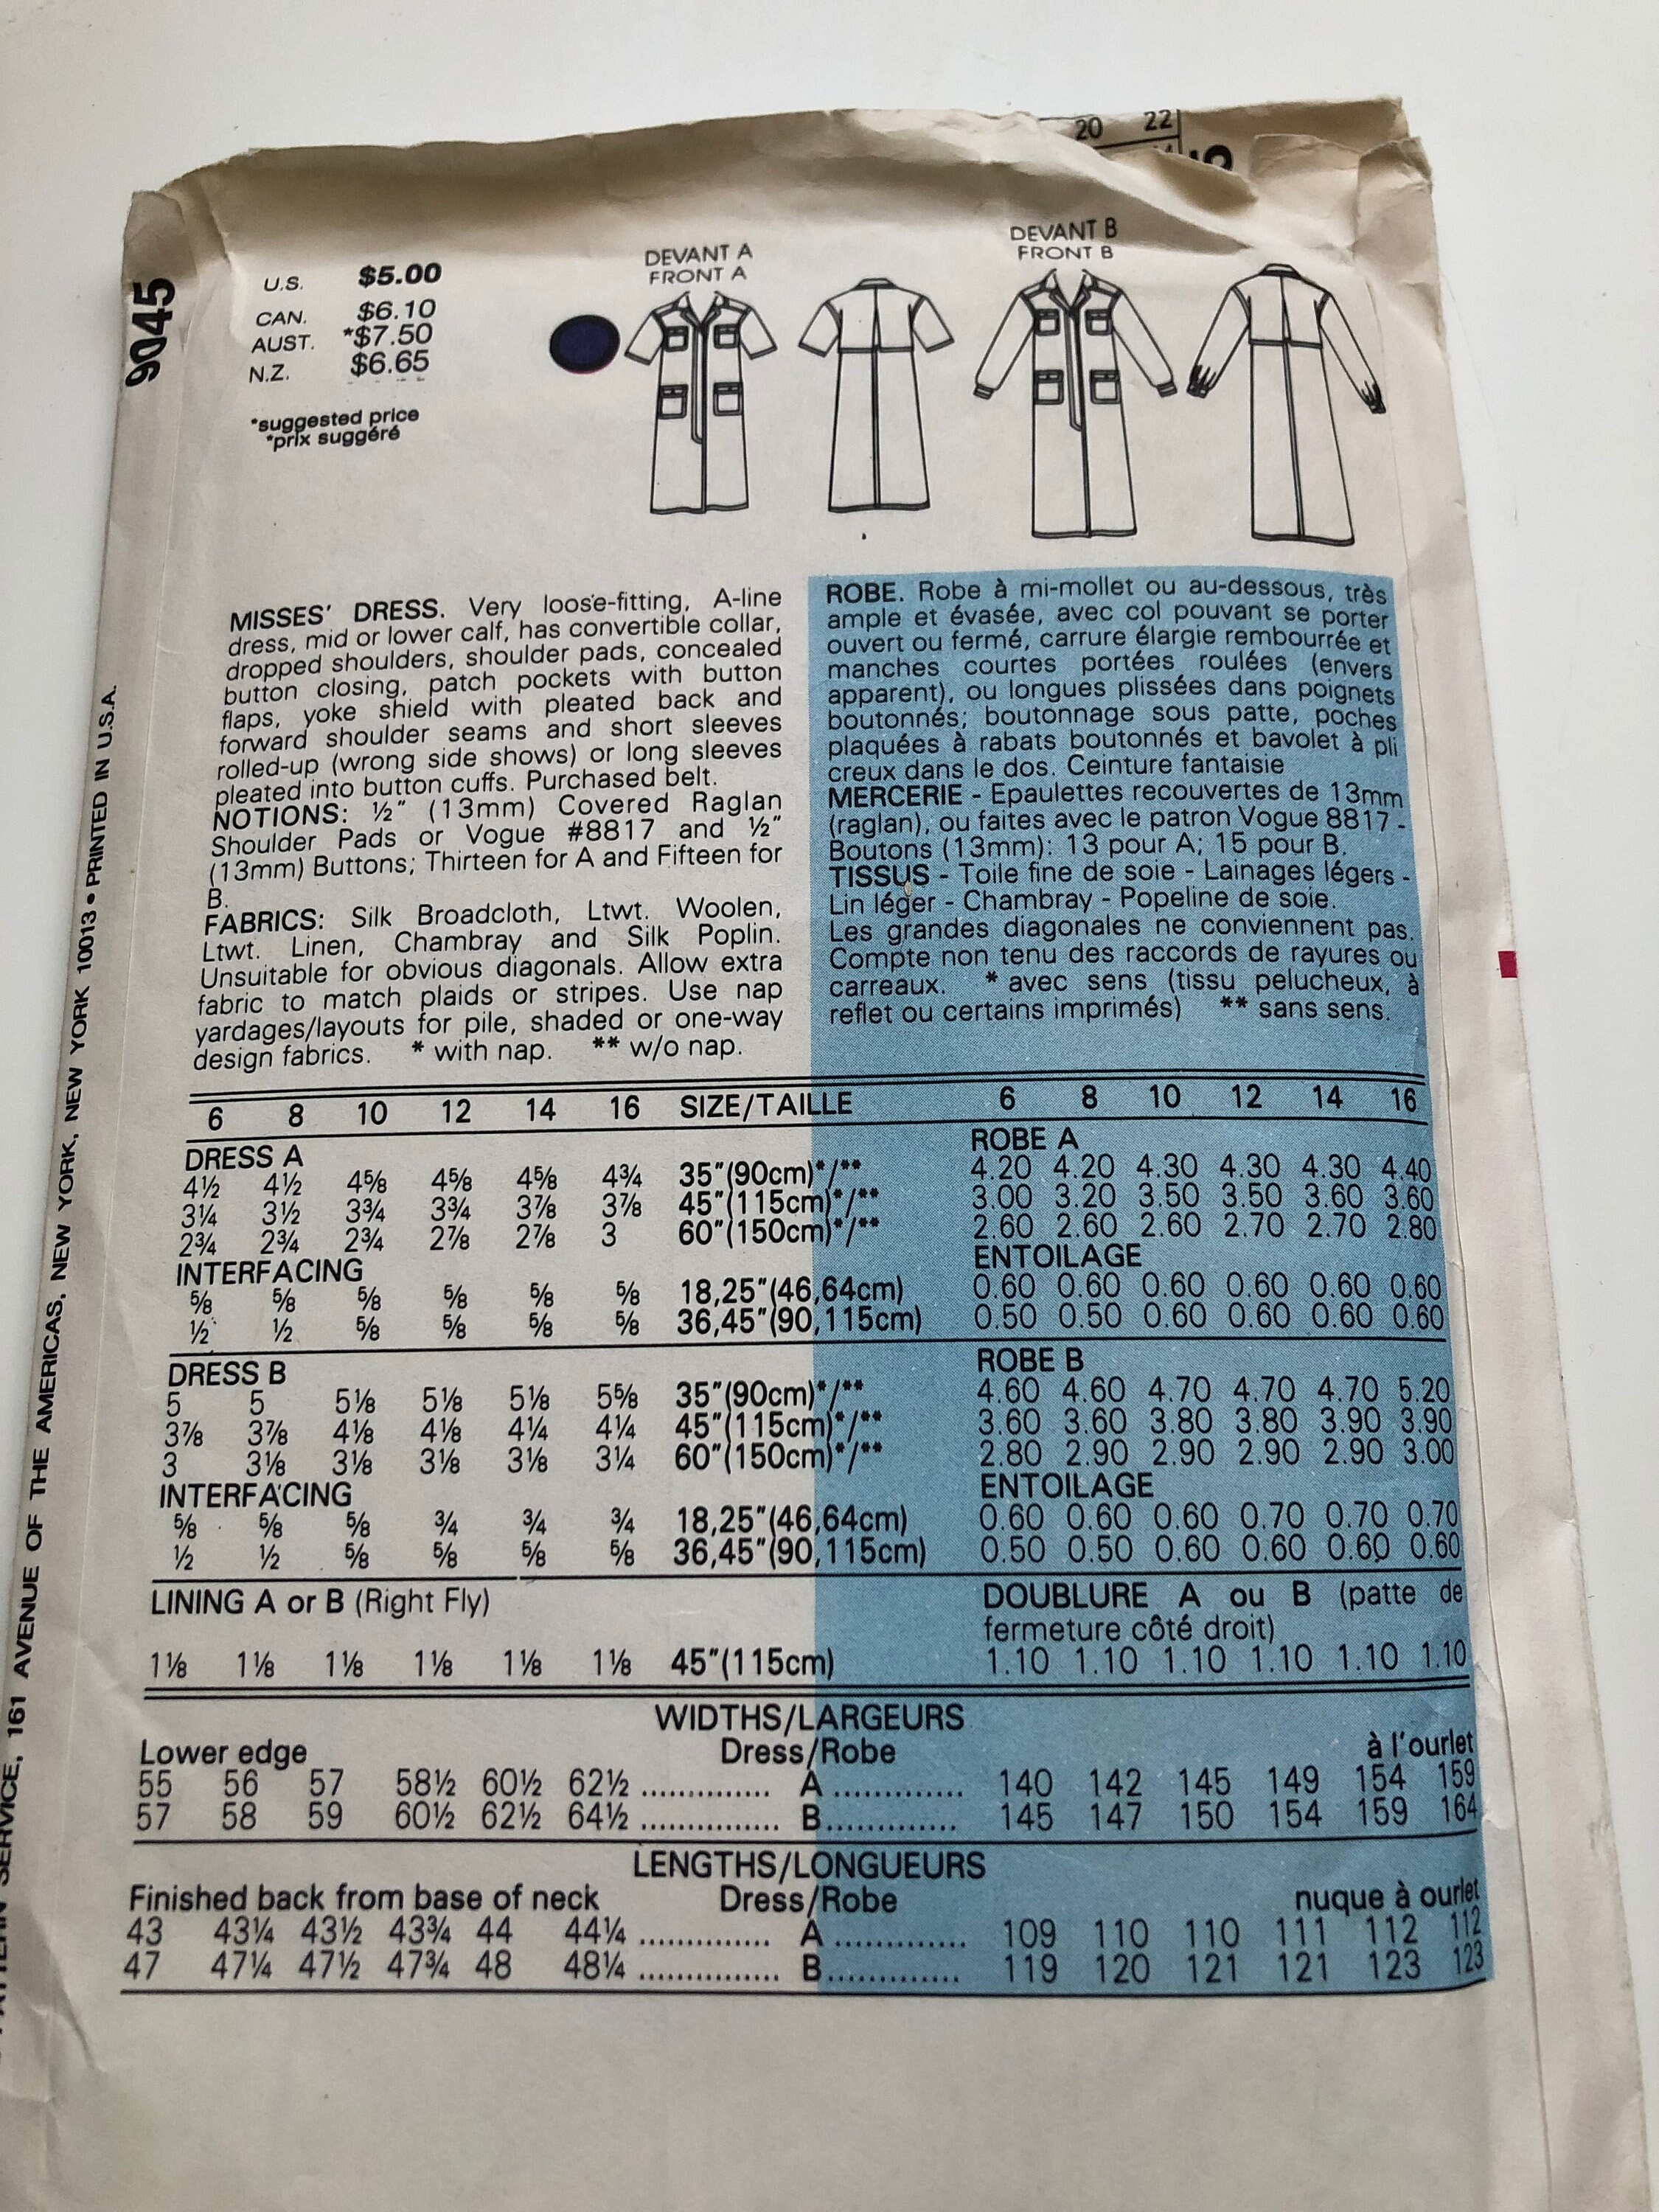 20 22
9045
U.S. $5.00
CAN. $6.10
AUST. *$7.50
N.Z. $6.65
*suggested price
*prix suggéré
DEVANT A
FRONT A
DEVANT B
FRONT B
MISSES' DRESS. Very loose-fitting, A-line
dress, mid or lower calf, has convertible collar,
dropped shoulders, shoulder pads, concealed
button closing, patch pockets with button
flaps, yoke shield with pleated back and
forward shoulder seams and short sleeves
rolled-up (wrong side shows) or long sleeves
pleated into button cuffs. Purchased belt.
NOTIONS: ½" (13mm) Covered Raglan
Shoulder Pads or Vogue #8817 and ½"
(13mm) Buttons; Thirteen for A and Fifteen for
B.
FABRICS: Silk Broadcloth, Ltwt. Woolen,
Ltwt. Linen, Chambray and Silk Poplin.
Unsuitable for obvious diagonals. Allow extra
fabric to match plaids or stripes. Use nap
yardages/layouts for pile, shaded or one-way
design fabrics. * with nap. ** w/o nap.
ROBE. Robe à mi-mollet ou au-dessous, très
ample et évasée, avec col pouvant se porter
ouvert ou fermé, carrure élargie rembourrée et
manches courtes portées roulées (envers
apparent), ou longues plissées dans poignets
boutonnés; boutonnage sous patte, poches
plaquées à rabats boutonnés et bavolet à pli
creux dans le dos. Ceinture fantaisie
MERCERIE - Epaulettes recouvertes de 13mm
(raglan), ou faites avec le patron Vogue 8817 -
Boutons (13mm): 13 pour A; 15 pour B.
TISSUS - Toile fine de soie - Lainages légers -
Lin léger - Chambray - Popeline de soie.
Les grandes diagonales ne conviennent pas.
Compte non tenu des raccords de rayures ou
carreaux. * avec sens (tissu pelucheux, à
reflet ou certains imprimés) ** sans sens.
6 8 10 12 14 16 SIZE/TAILLE 6 8 10 12 14 16
DRESS A ROBE A
4½ 4½ 4⅝ 4⅝ 4⅝ 4¾ 35"(90cm)*/** 4.20 4.20 4.30 4.30 4.30 4.40
3¼ 3½ 3¾ 3¾ 3⅞ 3⅞ 45"(115cm)*/** 3.00 3.20 3.50 3.50 3.60 3.60
2¾ 2¾ 2¾ 2⅞ 2⅞ 3 60"(150cm)*/** 2.60 2.60 2.60 2.70 2.70 2.80
INTERFACING ENTOILAGE
⅝ ⅝ ⅝ ⅝ ⅝ ⅝ 18,25"(46,64cm) 0.60 0.60 0.60 0.60 0.60 0.60
½ ½ ⅝ ⅝ ⅝ ⅝ 36,45"(90,115cm) 0.50 0.50 0.60 0.60 0.60 0.60
DRESS B ROBE B
5 5 5⅛ 5⅛ 5⅛ 5⅝ 35"(90cm)*/** 4.60 4.60 4.70 4.70 4.70 5.20
3⅞ 3⅞ 4⅛ 4⅛ 4¼ 4¼ 45"(115cm)*/** 3.60 3.60 3.80 3.80 3.90 3.90
3 3⅛ 3⅛ 3⅛ 3⅛ 3¼ 60"(150cm)*/** 2.80 2.90 2.90 2.90 2.90 3.00
INTERFACING ENTOILAGE
⅝ ⅝ ⅝ ¾ ¾ ¾ 18,25"(46,64cm) 0.60 0.60 0.60 0.70 0.70 0.70
½ ½ ⅝ ⅝ ⅝ ⅝ 36,45"(90,115cm) 0.50 0.50 0.60 0.60 0.60 0.60
LINING A or B (Right Fly) DOUBLURE A ou B (patte de
fermeture côté droit)
1⅛ 1⅛ 1⅛ 1⅛ 1⅛ 1⅛ 45"(115cm) 1.10 1.10 1.10 1.10 1.10 1.10
WIDTHS/LARGEURS
Lower edge Dress/Robe à l'ourlet
55 56 57 58½ 60½ 62½ ............... A ............... 140 142 145 149 154 159
57 58 59 60½ 62½ 64½ ............... B............... 145 147 150 154 159 164
LENGTHS/LONGUEURS
Finished back from base of neck Dress/Robe nuque à ourlet
43 43¼ 43½ 43¾ 44 44¼ ............... A ............... 109 110 110 111 112 112
47 47¼ 47½ 47¾ 48 48¼ ............... B............... 119 120 121 121 123 123
PATTERN SERVICE, 161 AVENUE OF THE AMERICAS, NEW YORK, NEW YORK 10013 • PRINTED IN U.S.A.